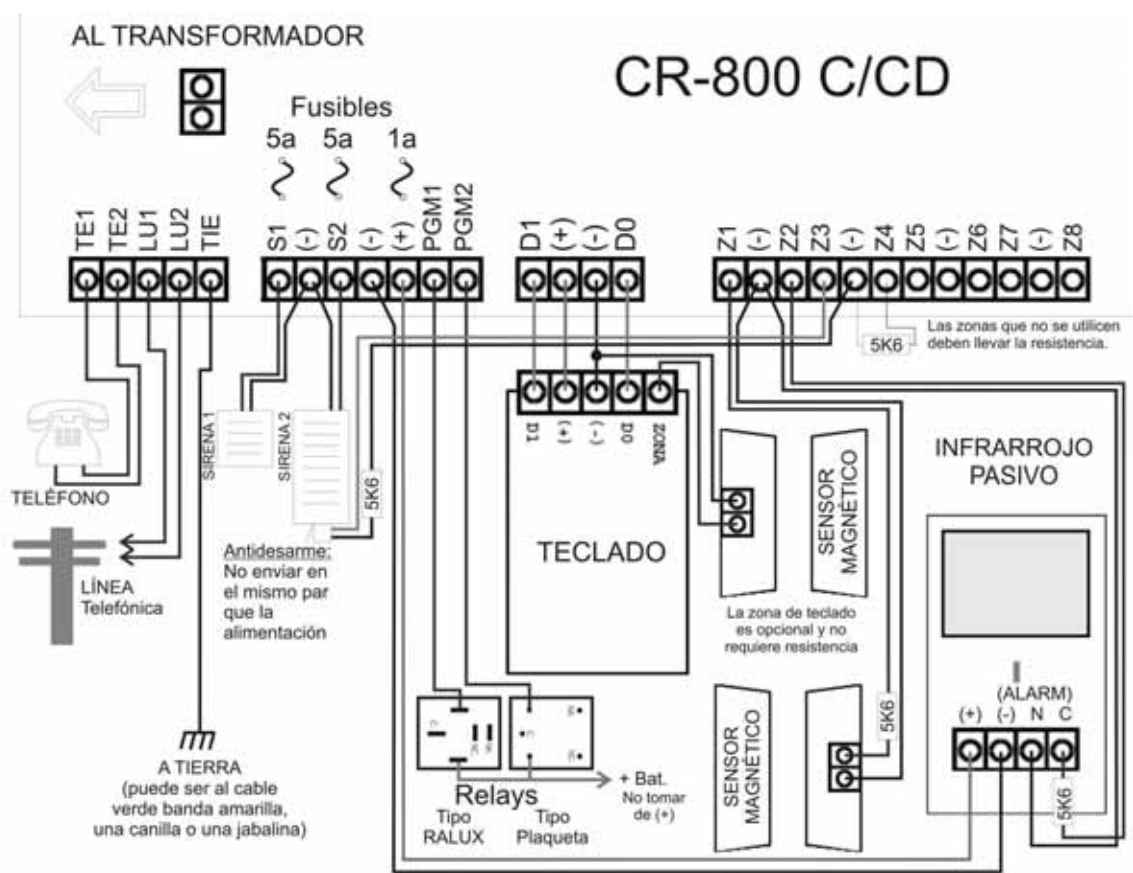 AL TRANSFORMADOR
CR-800 C/CD
Fusibles
5a
5a
1a
TE1
TE2
LU1
LU2
TIE
S1
(-)
S2
(-)
(+)
PGM1
PGM2
D1
(+)
(-)
D0
Z1
(-)
Z2
Z3
(-)
Z4
Z5
(-)
Z6
Z7
(-)
Z8
5K6
Las zonas que no se utilicen
deben llevar la resistencia.
D1
(+)
(-)
D0
ZONA
TECLADO
SIRENA 1
SIRENA 2
5K6
TELÉFONO
LÍNEA
Telefónica
Antidesarme:
No enviar en
el mismo par
que la
alimentación
SENSOR
MAGNÉTICO
La zona de teclado
es opcional y no
requiere resistencia
INFRARROJO
PASIVO
(ALARM)
(+)
(-)
N
C
5K6
SENSOR
MAGNÉTICO
5K6
A TIERRA
(puede ser al cable
verde banda amarilla,
una canilla o una jabalina)
Relays
Tipo
RALUX
Tipo
Plaqueta
+ Bat.
No tomar
de (+)